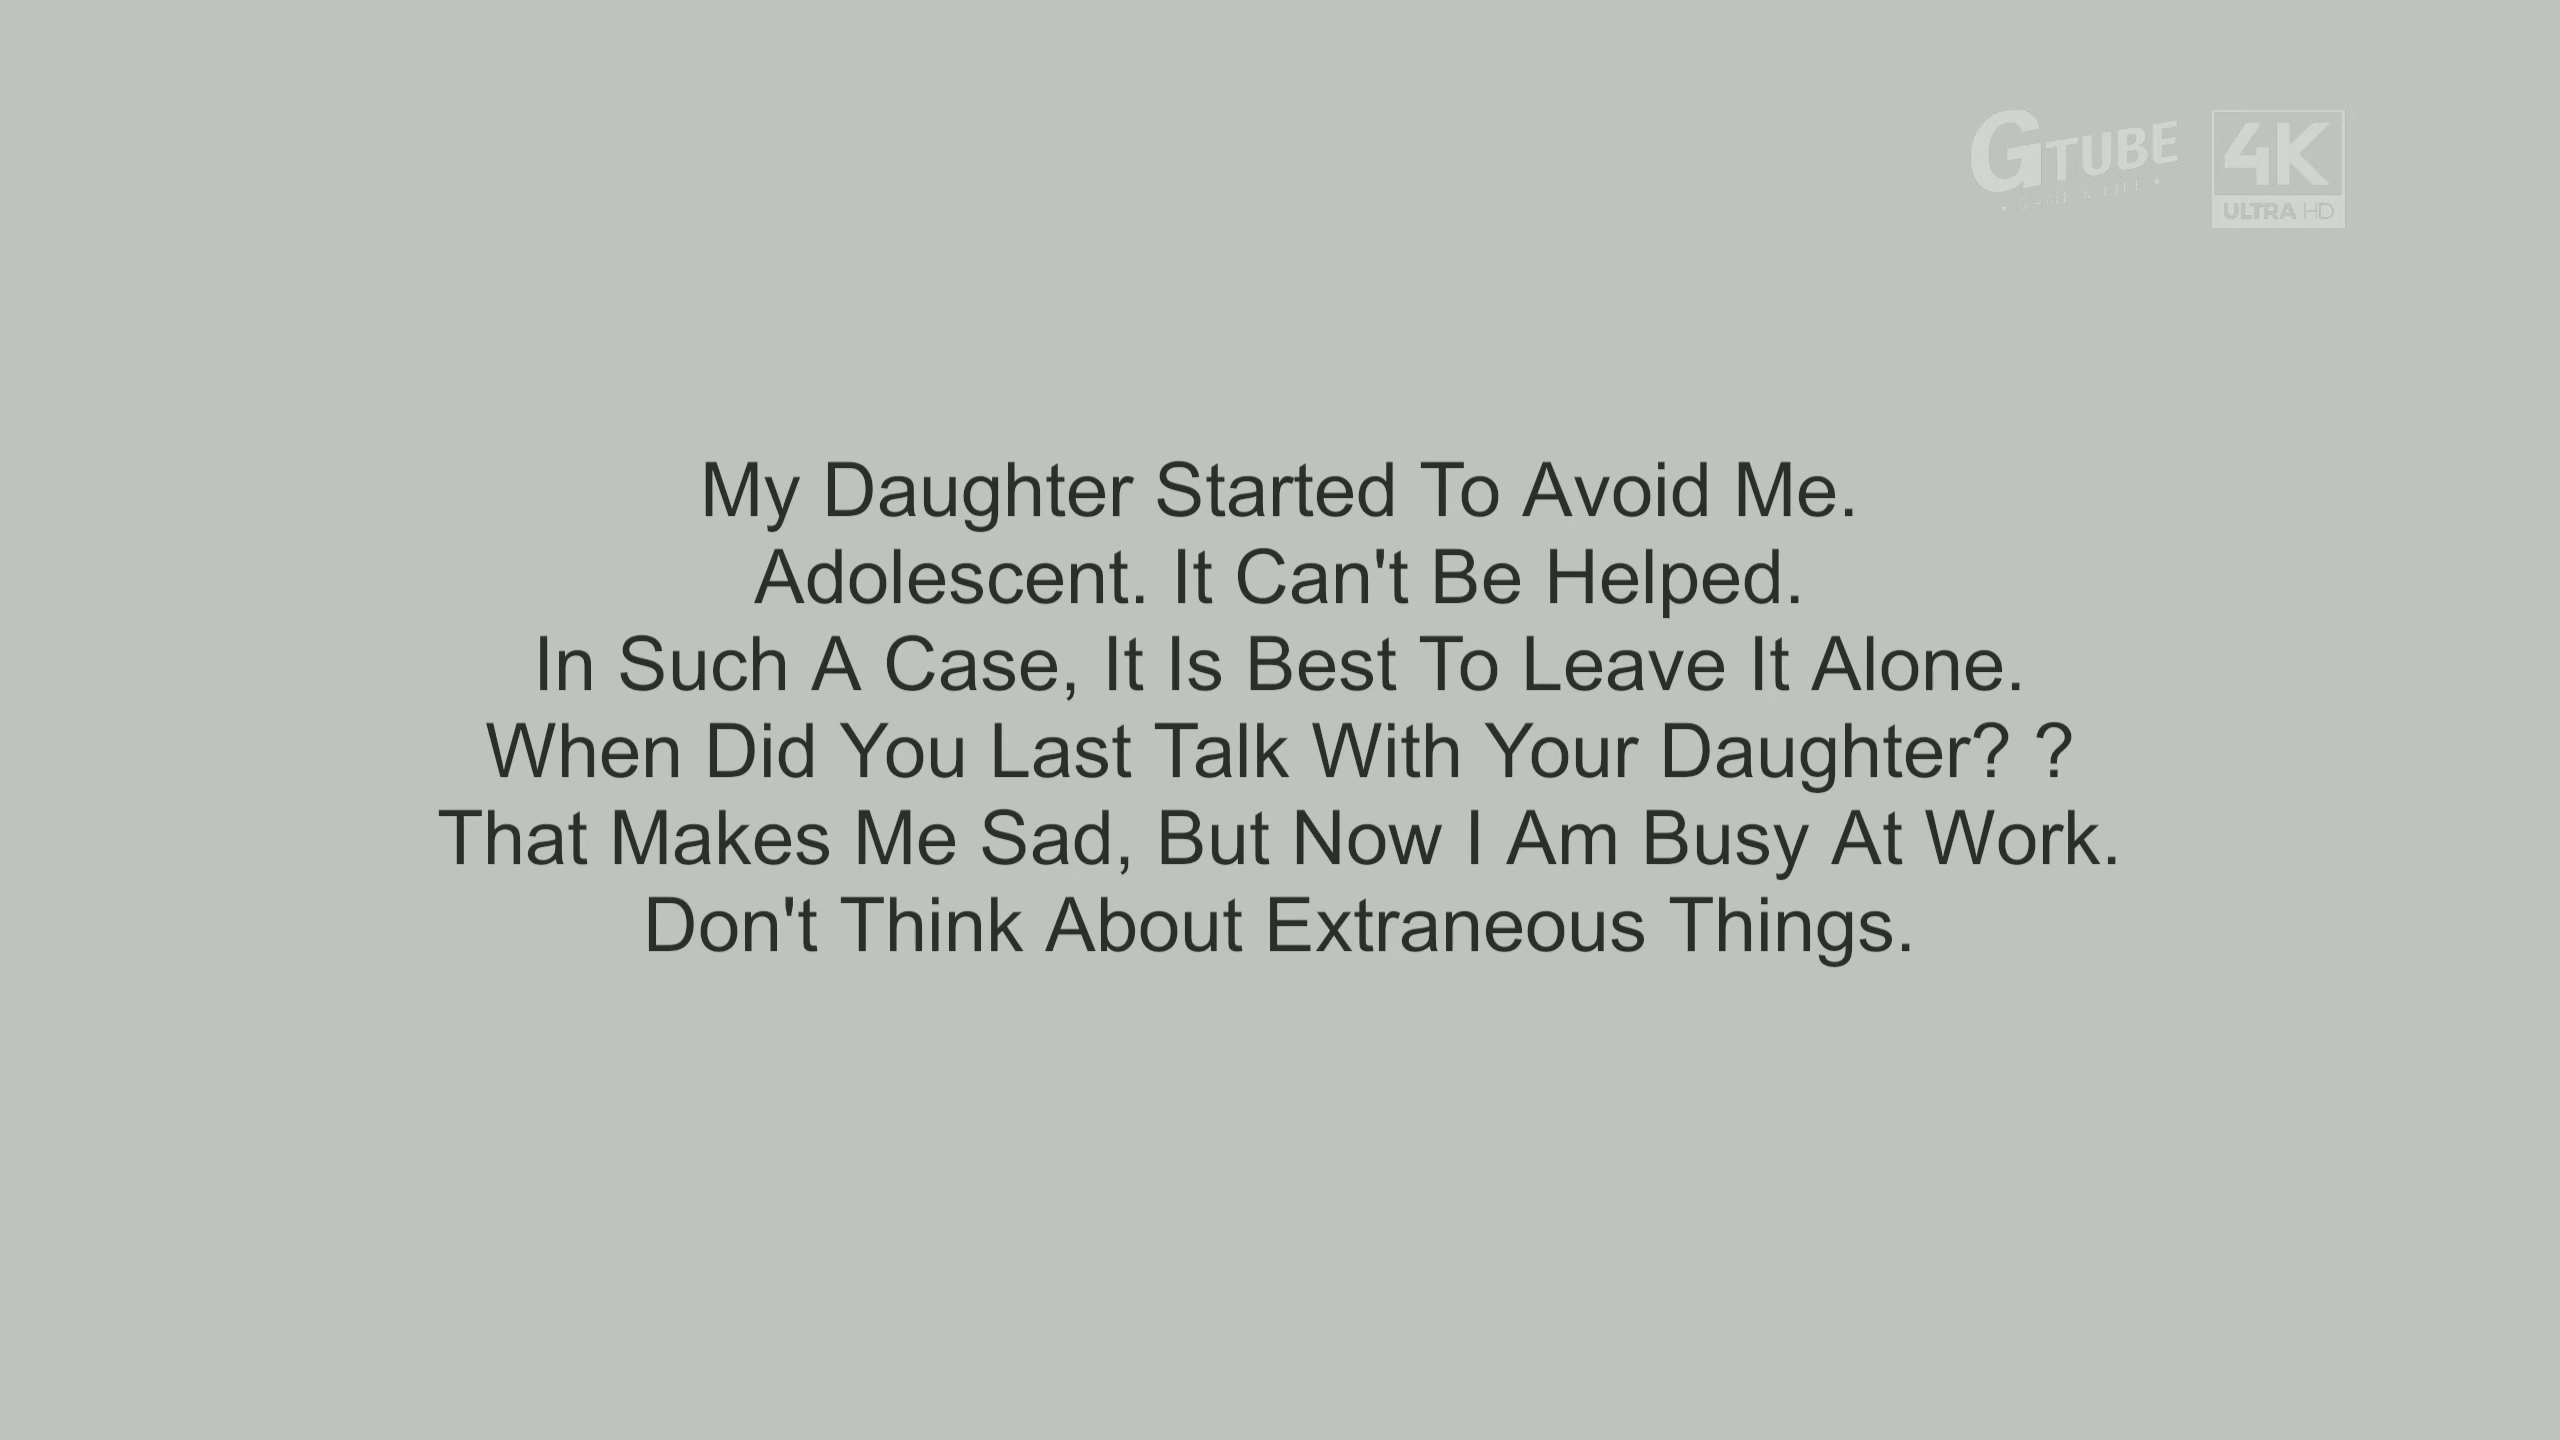 GTUBE
4K
ULTRA HD
My Daughter Started To Avoid Me.
Adolescent. It Can't Be Helped.
In Such A Case, It Is Best To Leave It Alone.
When Did You Last Talk With Your Daughter? ?
That Makes Me Sad, But Now I Am Busy At Work.
Don't Think About Extraneous Things.